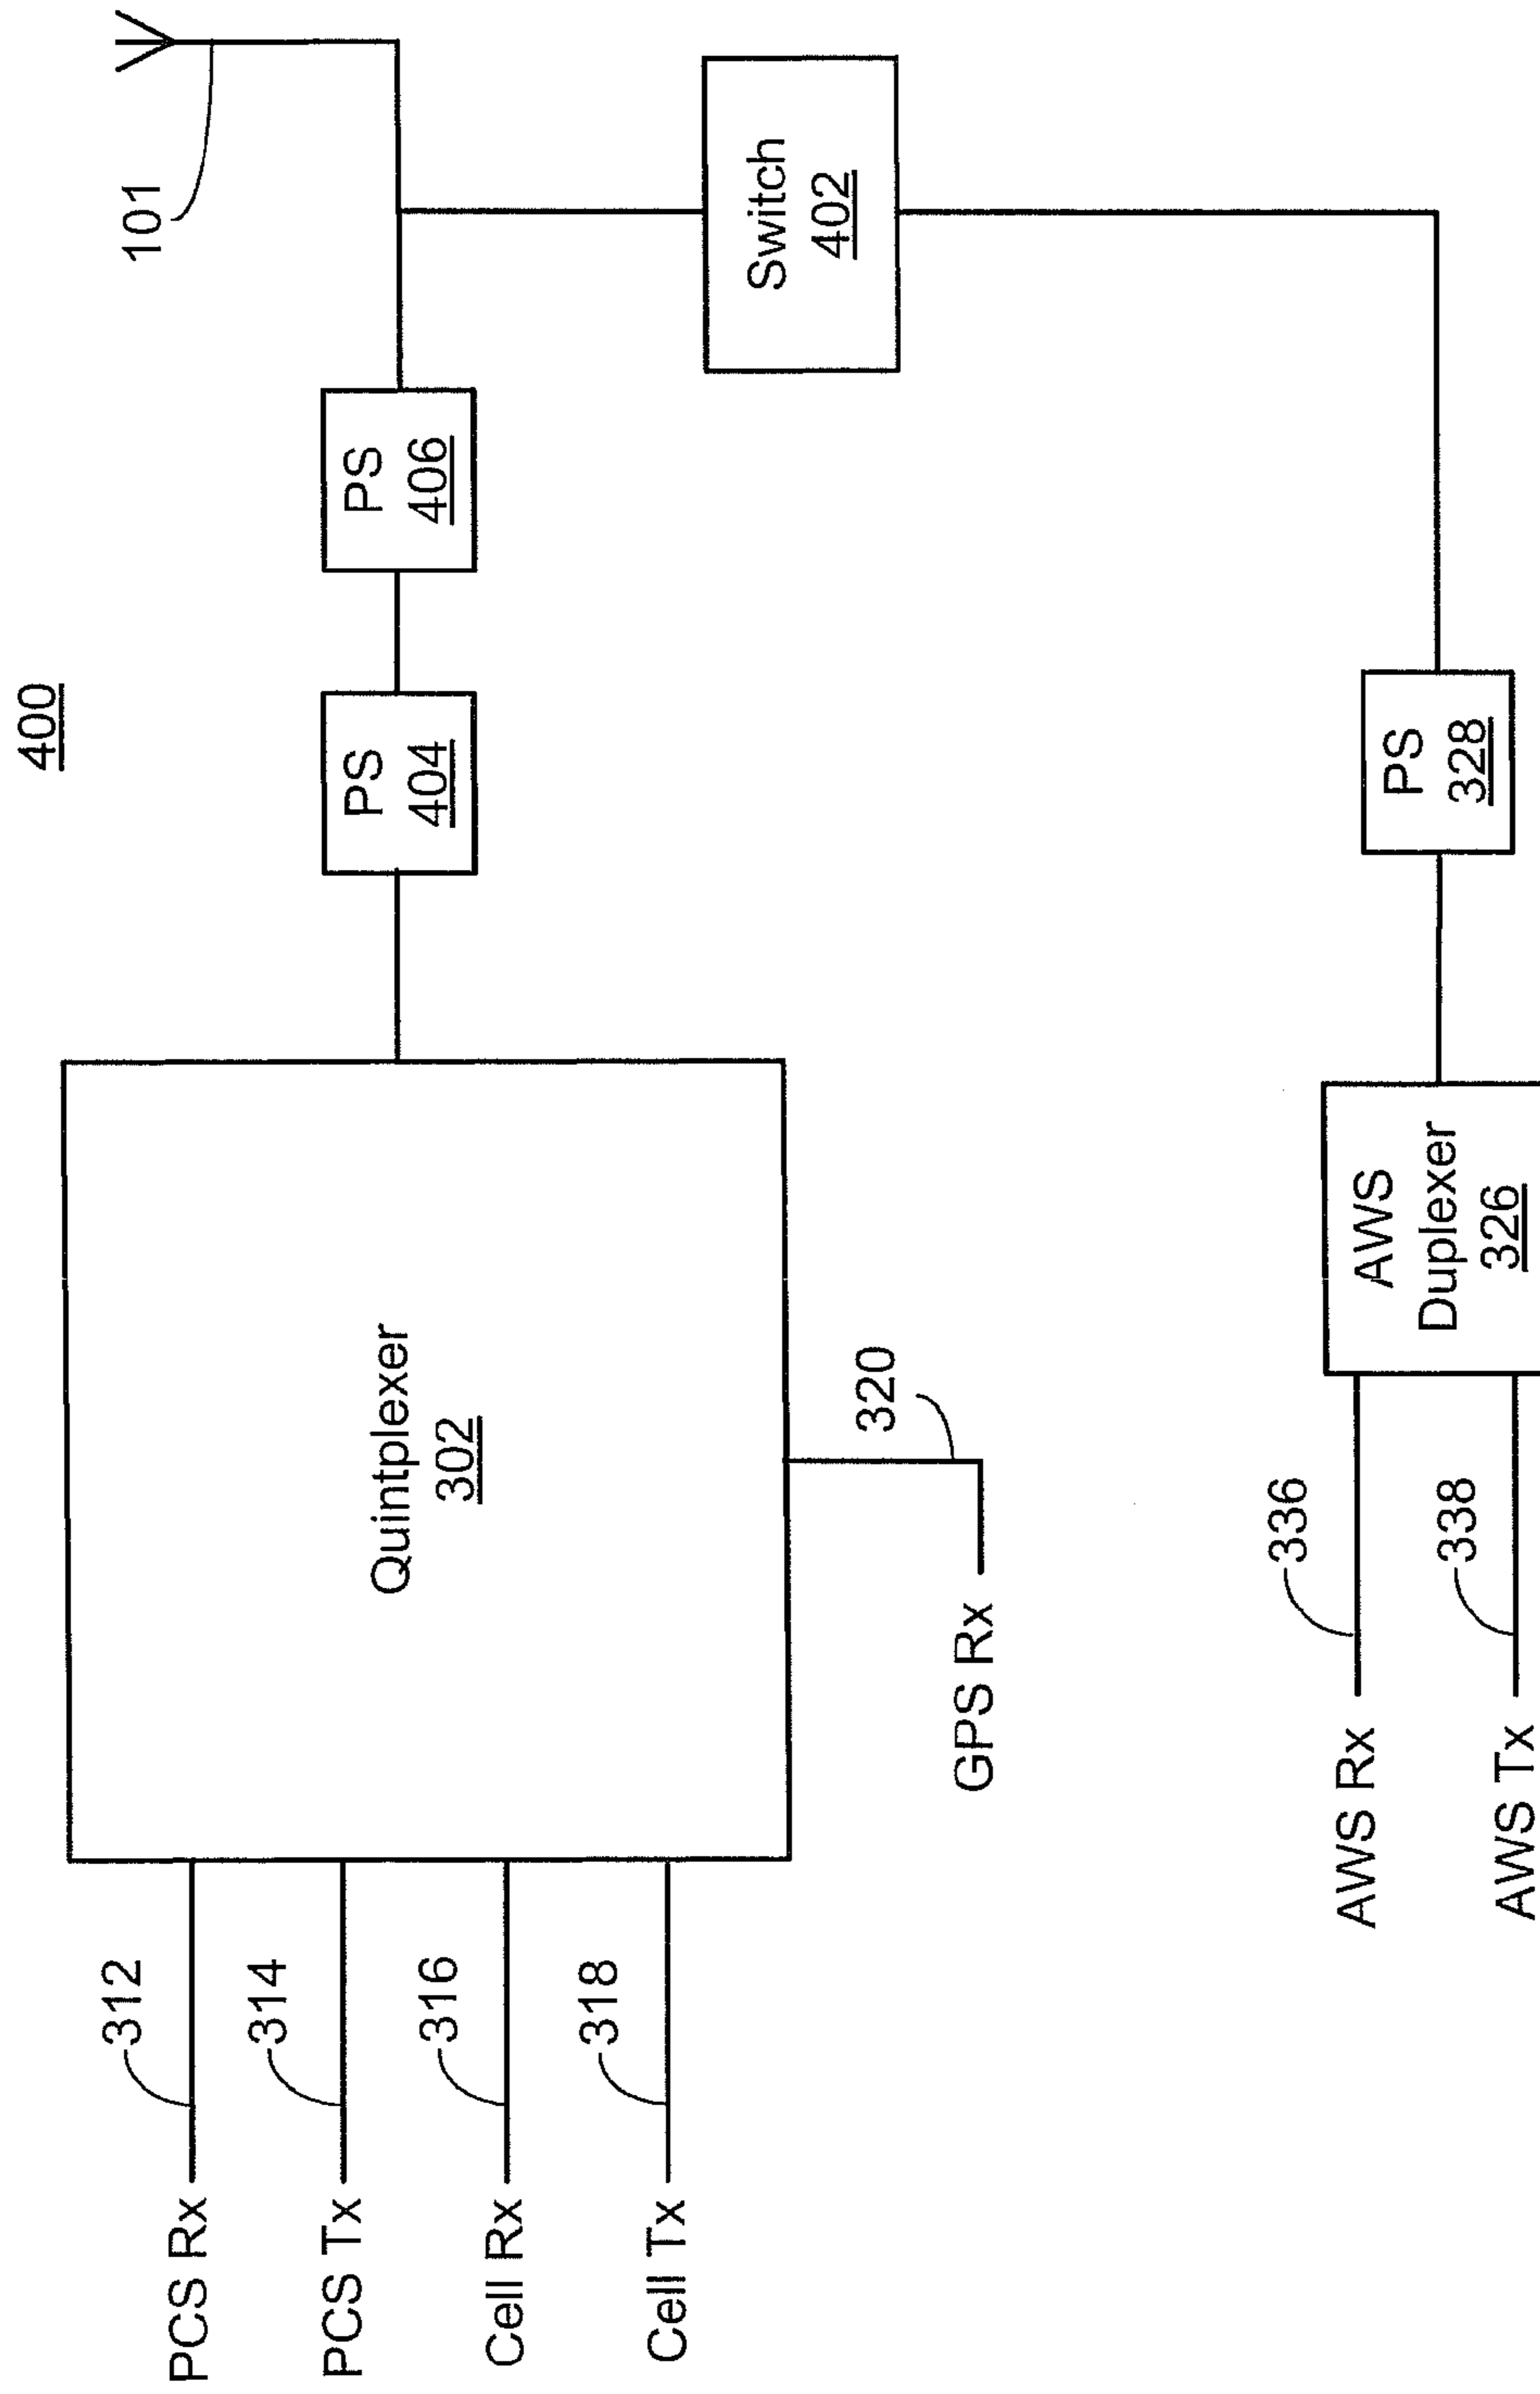 400
101
PS
404
PS
406
Switch
402
Quintplexer
302
312
PCS Rx
314
PCS Tx
316
Cell Rx
318
Cell Tx
320
GPS Rx
PS
328
AWS
Duplexer
326
336
AWS Rx
338
AWS Tx